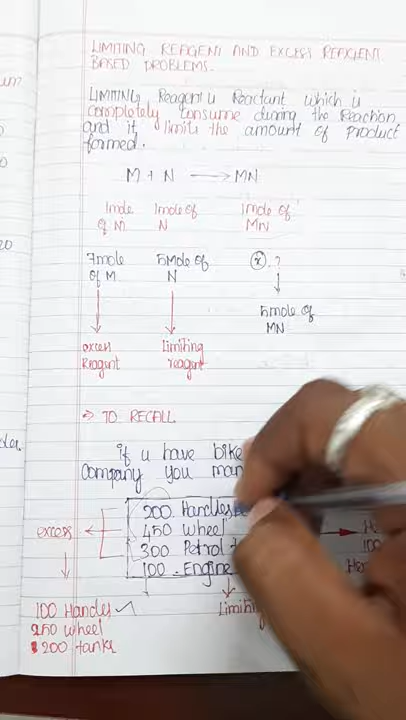 LIMITING REAGENT AND EXCESS REAGENT
BASED PROBLEMS.
LIMITING Reagent is Reactant which is
completely consume during the Reaction
and it limits the amount of product
formed.
M + N → MN
1mole of M
1mole of N
1mole of MN
7mole of M
5Mole of N
x ?
5mole of MN
excess Reagent
Limiting reagent
⇒ TO RECALL
if u have bike
Company you man
200 Handles
450 Wheel
300 Petrol t
100 Engine
excess
100
Limiting
100 Handles ✓
250 Wheel
200 tanks